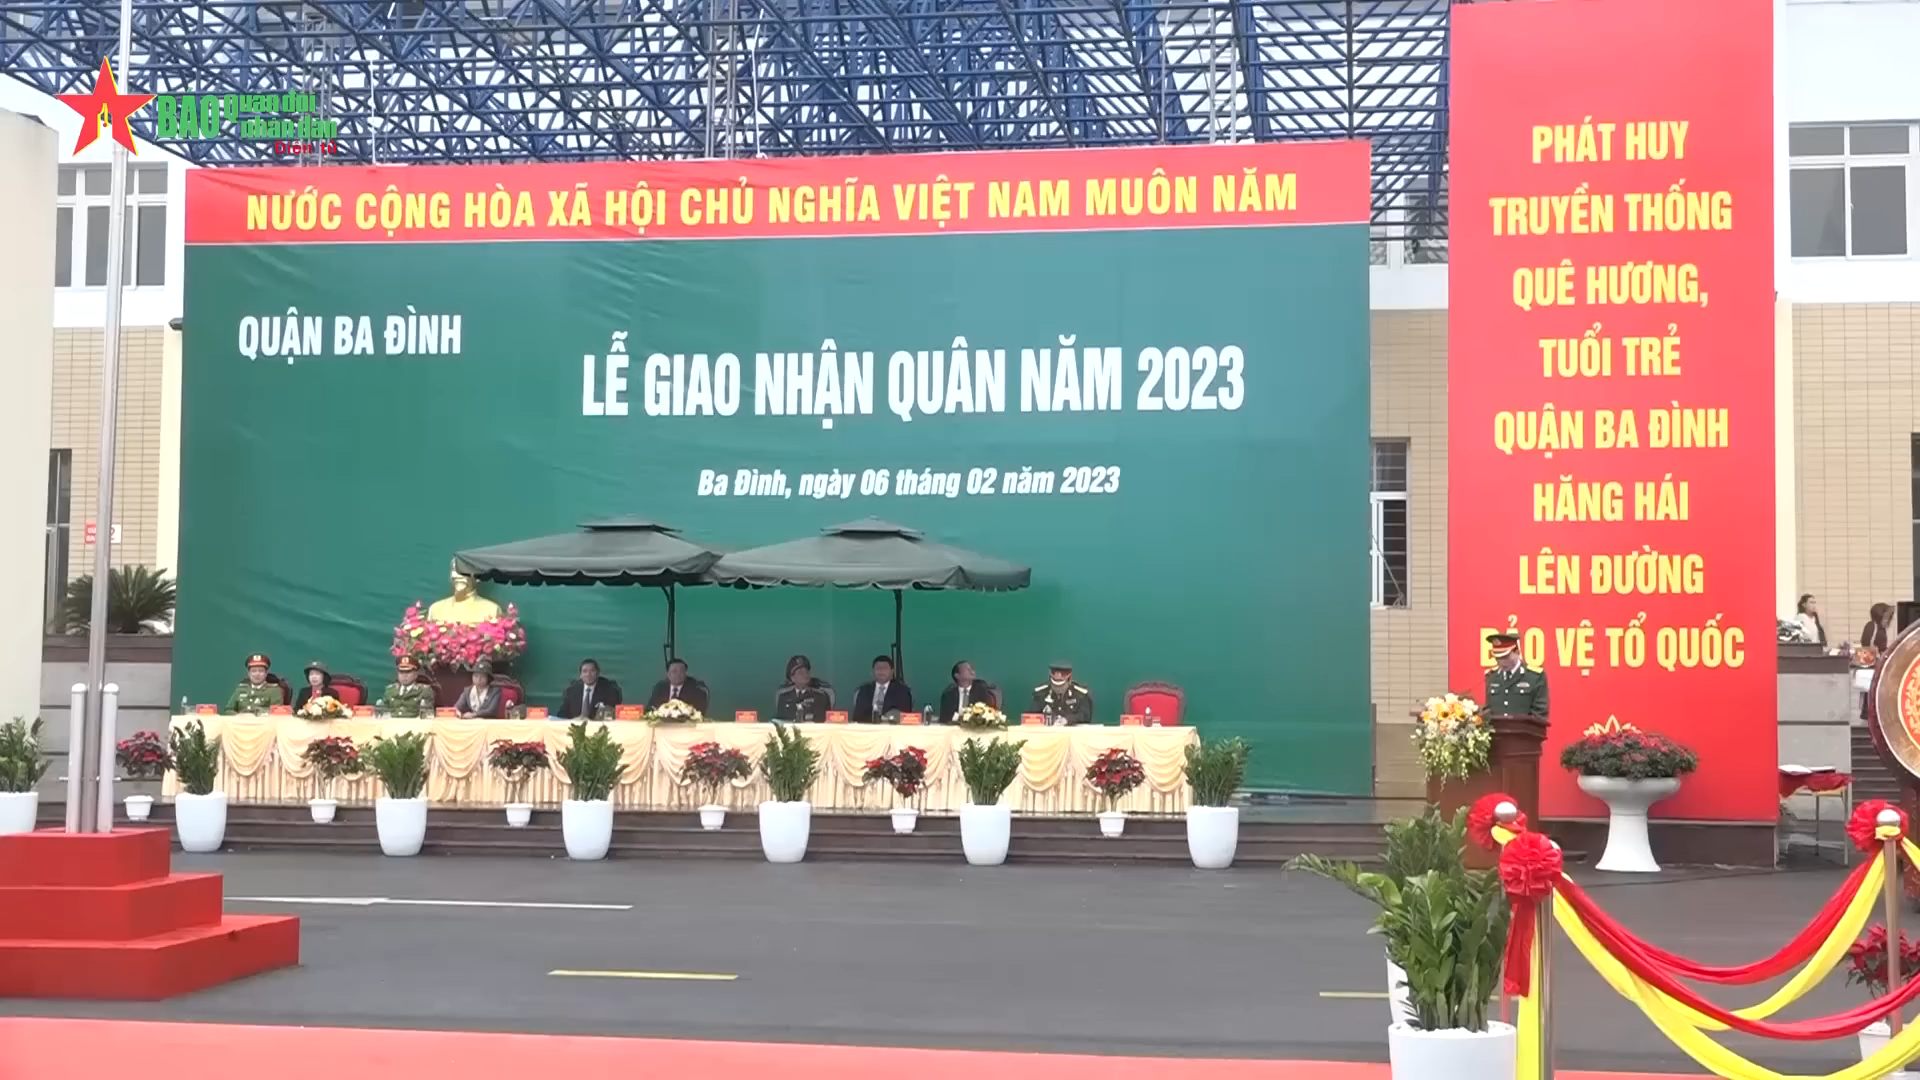 BÁO Quân đội
nhân dân
Điện tử
NƯỚC CỘNG HÒA XÃ HỘI CHỦ NGHĨA VIỆT NAM MUÔN NĂM
QUẬN BA ĐÌNH
LỄ GIAO NHẬN QUÂN NĂM 2023
Ba Đình, ngày 06 tháng 02 năm 2023
PHÁT HUY
TRUYỀN THỐNG
QUÊ HƯƠNG,
TUỔI TRẺ
QUẬN BA ĐÌNH
HĂNG HÁI
LÊN ĐƯỜNG
BẢO VỆ TỔ QUỐC